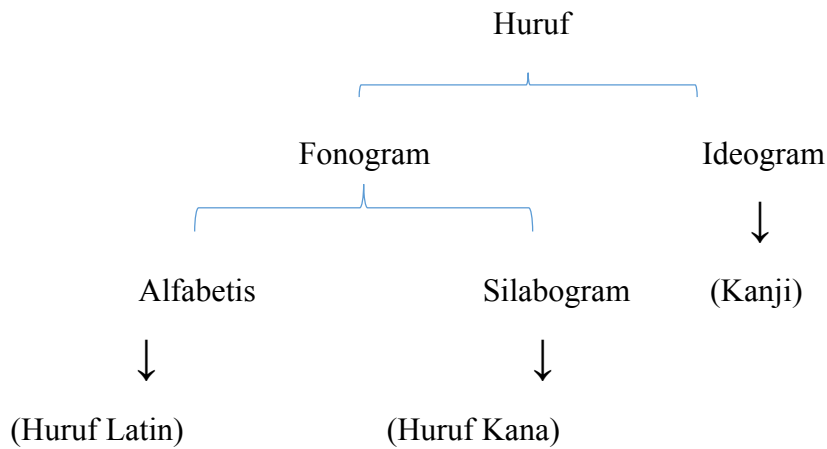 Huruf
Fonogram Ideogram
↓
Alfabetis Silabogram (Kanji)
↓ ↓
(Huruf Latin) (Huruf Kana)